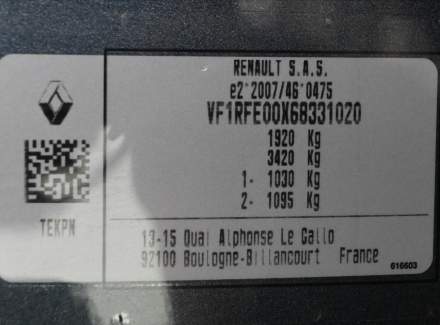 RENAULT S.A.S.
e2*2007/46*0475
VF1RFE00X68331020
1920 Kg
3420 Kg
1- 1030 Kg
2- 1095 Kg
TEKPN
13-15 Quai Alphonse Le Gallo
92100 Boulogne-Billancourt France
616603